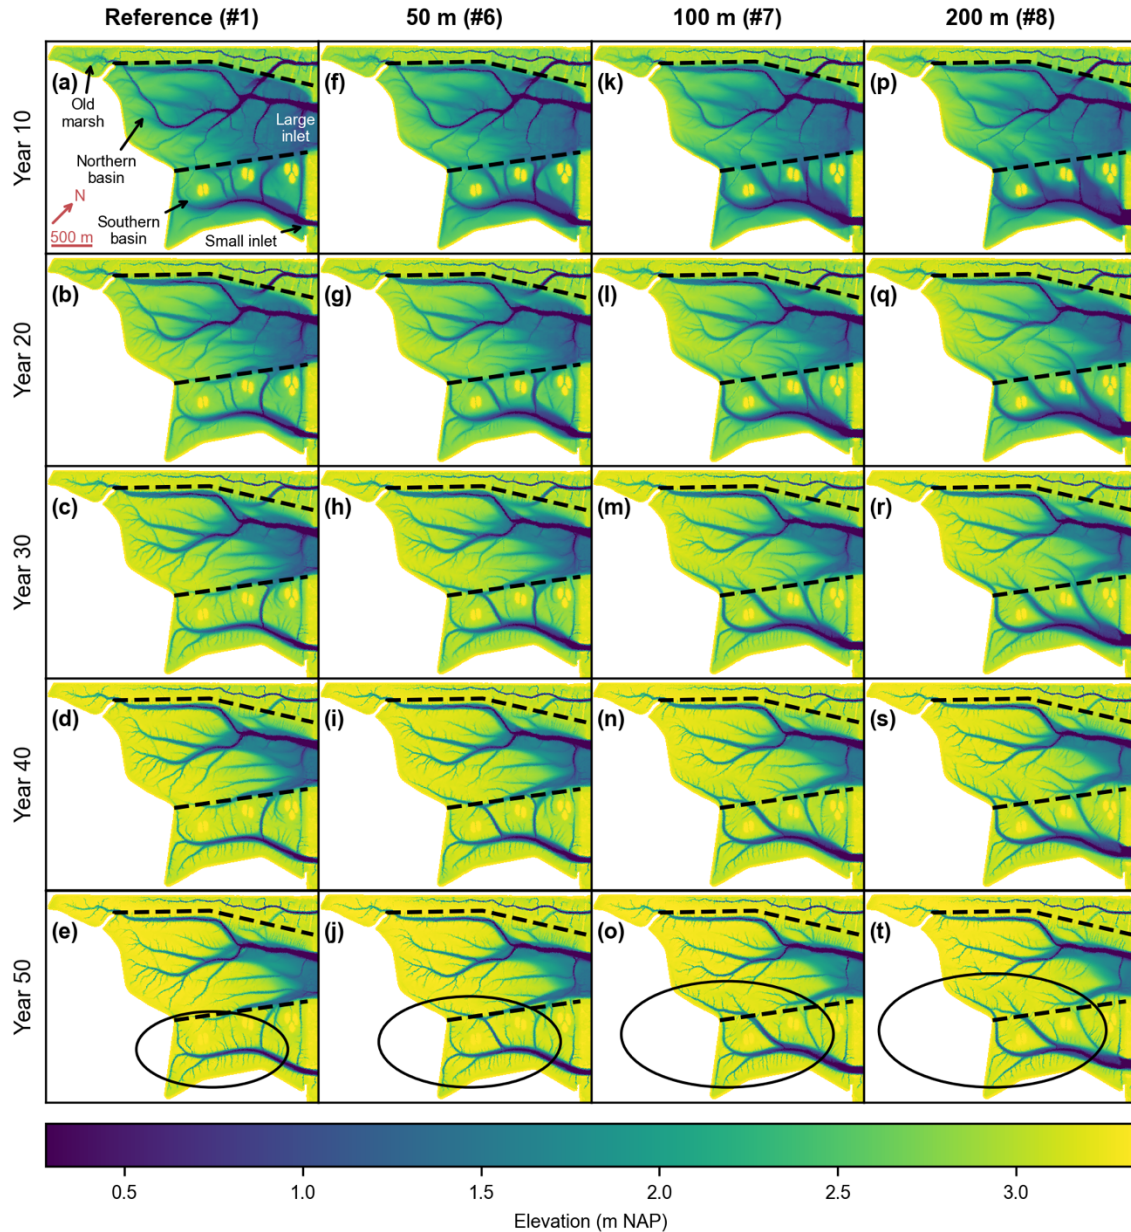 Reference (#1) 50 m (#6) 100 m (#7) 200 m (#8)
Year 10
(a) (f) (k) (p)
Old
marsh
Large
inlet
Northern
basin
N
500 m
Southern
basin
Small inlet
Year 20
(b) (g) (l) (q)
Year 30
(c) (h) (m) (r)
Year 40
(d) (i) (n) (s)
Year 50
(e) (j) (o) (t)
0.5 1.0 1.5 2.0 2.5 3.0
Elevation (m NAP)